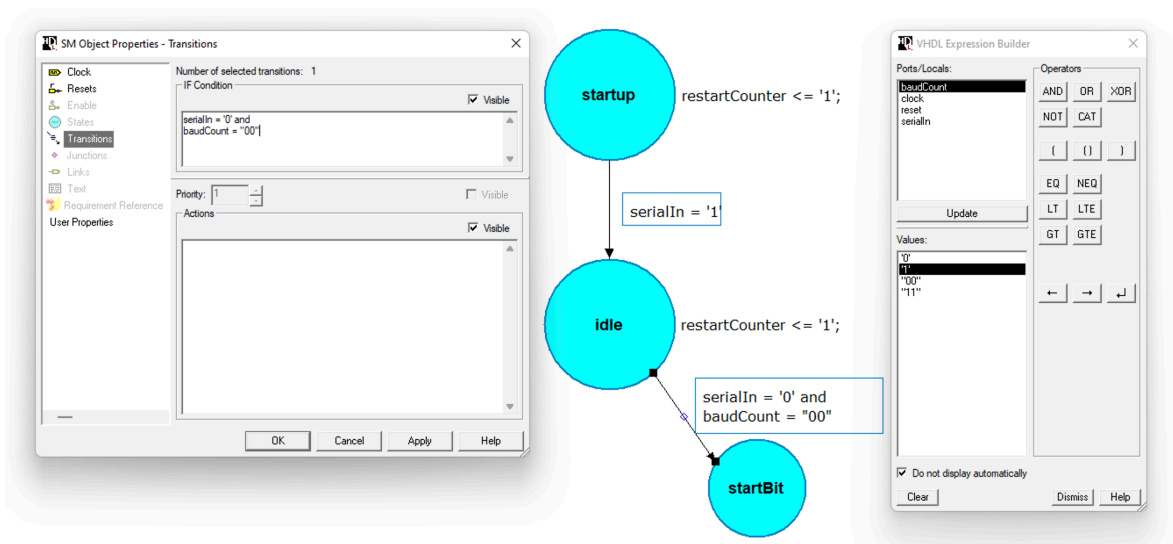 SM Object Properties - Transitions
Clock
Resets
Enable
States
Transitions
Junctions
Links
Text
Requirement Reference
User Properties
Number of selected transitions: 1
IF Condition
Visible
serialIn = '0' and
baudCount = "00"
Priority: 1
Visible
Actions
Visible
OK Cancel Apply Help
startup
restartCounter <= '1';
serialIn = '1'
idle
restartCounter <= '1';
serialIn = '0' and
baudCount = "00"
startBit
VHDL Expression Builder
Ports/Locals:
baudCount
clock
reset
serialIn
Update
Values:
'0'
'1'
"00"
"11"
Operators
AND OR XOR
NOT CAT
( () )
EQ NEQ
LT LTE
GT GTE
← → ↵
Do not display automatically
Clear Dismiss Help